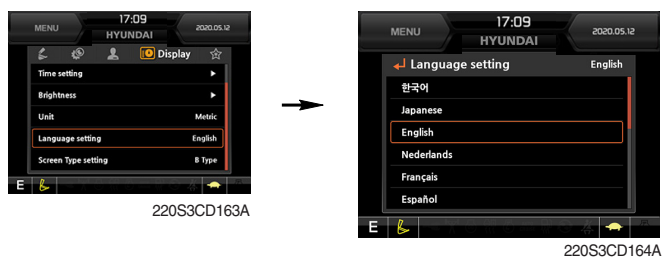 MENU
17:09
HYUNDAI
2020.05.12
Display
Time setting
Brightness
Unit Metric
Language setting English
Screen Type setting B Type
E
220S3CD163A
MENU
17:09
HYUNDAI
2020.05.12
Language setting English
한국어
Japanese
English
Nederlands
Français
Español
E
220S3CD164A